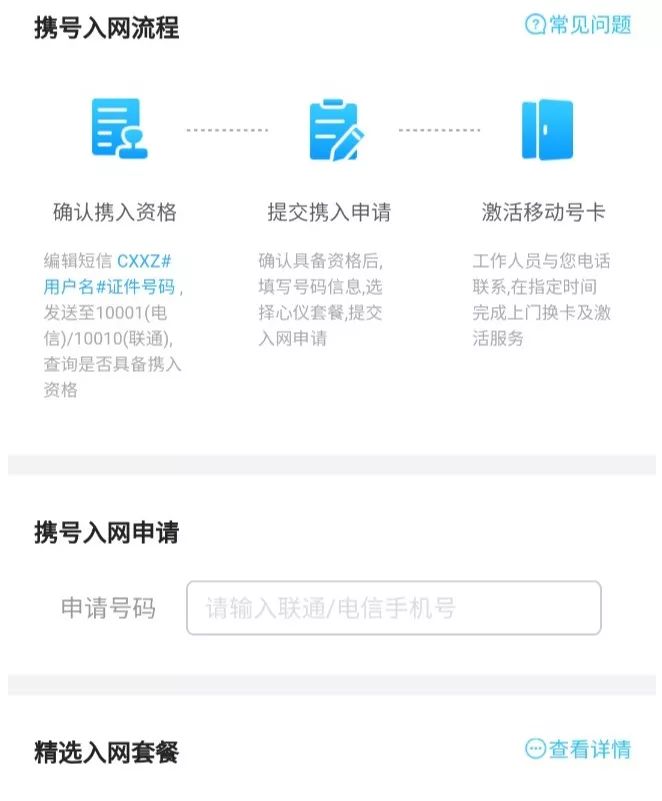 携号入网流程
常见问题
确认携入资格
提交携入申请
激活移动号卡
编辑短信 CXXZ#
用户名#证件号码 ,
发送至10001(电
信)/10010(联通),
查询是否具备携入
资格
确认具备资格后,
填写号码信息,选
择心仪套餐,提交
入网申请
工作人员与您电话
联系,在指定时间
完成上门换卡及激
活服务
携号入网申请
申请号码
请输入联通/电信手机号
精选入网套餐
查看详情